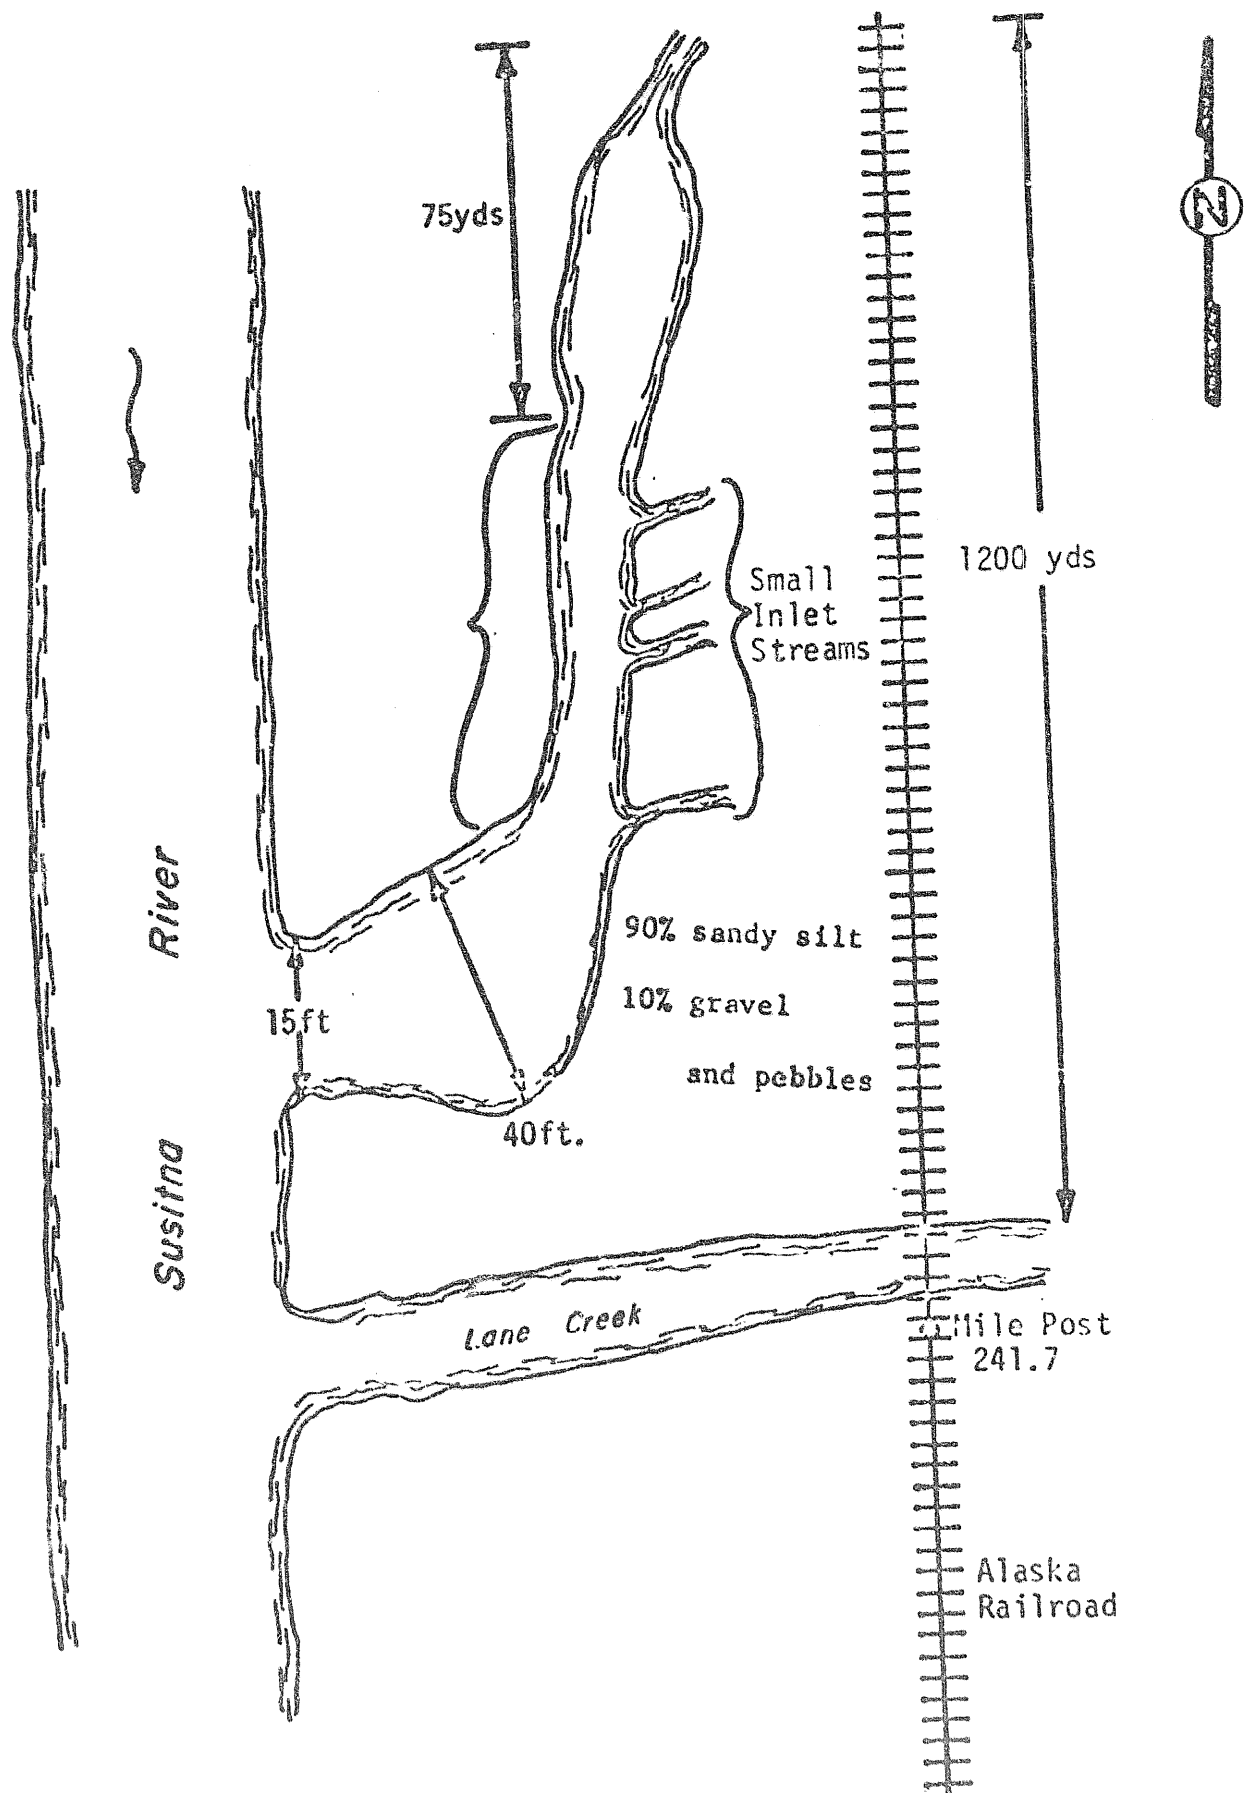 75yds
N
1200 yds
Small
Inlet
Streams
River
90% sandy silt
15ft
10% gravel
and pebbles
40ft.
Susitna
Lane Creek
Mile Post
241.7
Alaska
Railroad